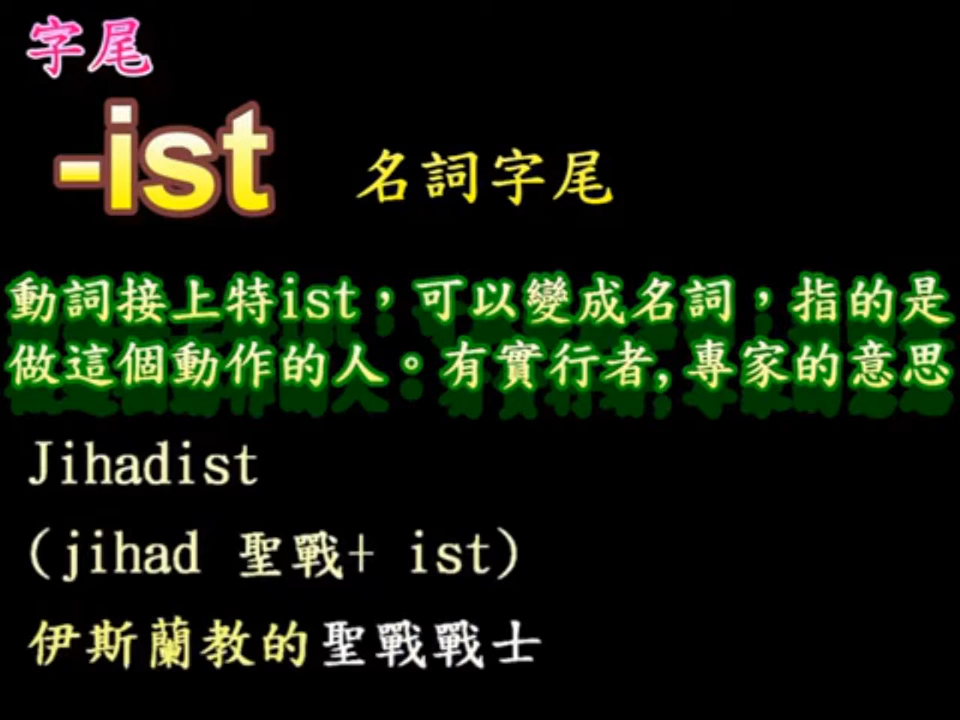 字尾
-ist 名詞字尾
動詞接上特ist，可以變成名詞，指的是
做這個動作的人。有實行者,專家的意思
Jihadist
(jihad 聖戰+ ist)
伊斯蘭教的聖戰戰士